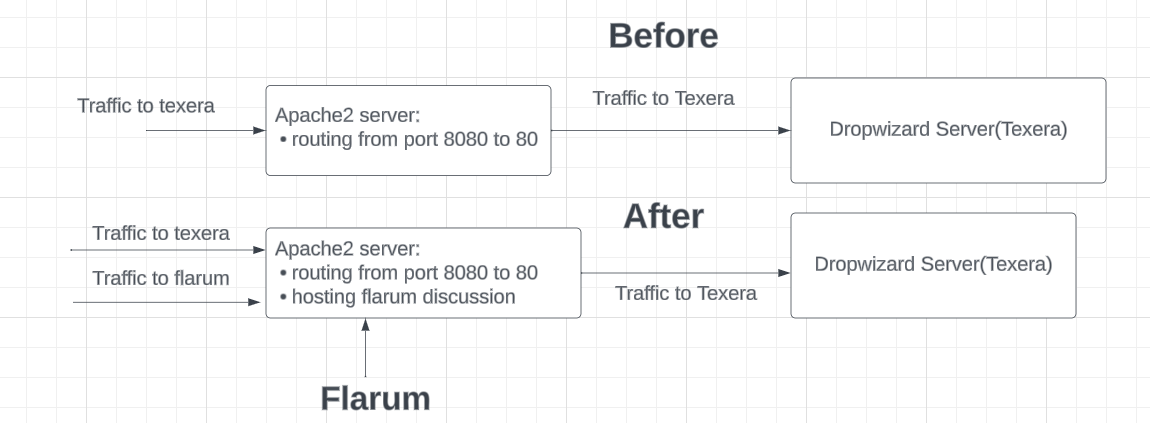 Before
Traffic to texera
Apache2 server:
• routing from port 8080 to 80
Traffic to Texera
Dropwizard Server(Texera)
After
Traffic to texera
Traffic to flarum
Apache2 server:
• routing from port 8080 to 80
• hosting flarum discussion
Traffic to Texera
Dropwizard Server(Texera)
Flarum